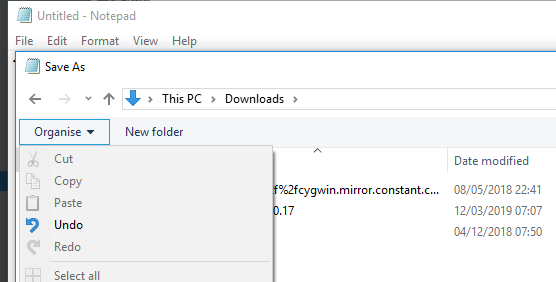 Untitled - Notepad
File Edit Format View Help
Save As
This PC Downloads
Organise New folder
Date modified
Cut
Copy
f%2fcygwin.mirror.constant.c... 08/05/2018 22:41
Paste
0.17 12/03/2019 07:07
Undo
04/12/2018 07:50
Redo
Select all